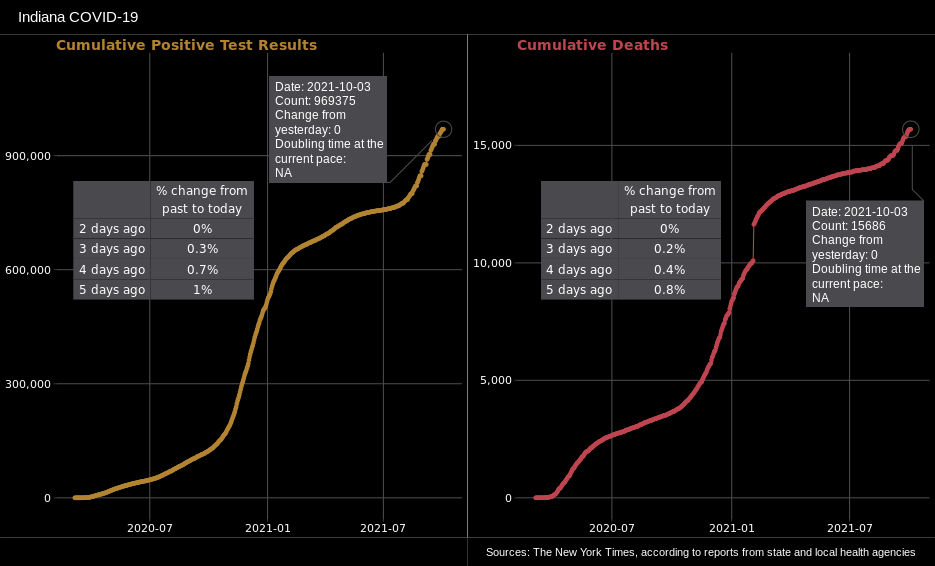 Indiana COVID-19
Cumulative Positive Test Results
Date: 2021-10-03
Count: 969375
Change from
yesterday: 0
Doubling time at the
current pace:
NA
900,000
600,000
300,000
0
% change from
past to today
2 days ago 0%
3 days ago 0.3%
4 days ago 0.7%
5 days ago 1%
2020-07 2021-01 2021-07
Cumulative Deaths
15,000
10,000
5,000
0
% change from
past to today
2 days ago 0%
3 days ago 0.2%
4 days ago 0.4%
5 days ago 0.8%
Date: 2021-10-03
Count: 15686
Change from
yesterday: 0
Doubling time at the
current pace:
NA
2020-07 2021-01 2021-07
Sources: The New York Times, according to reports from state and local health agencies